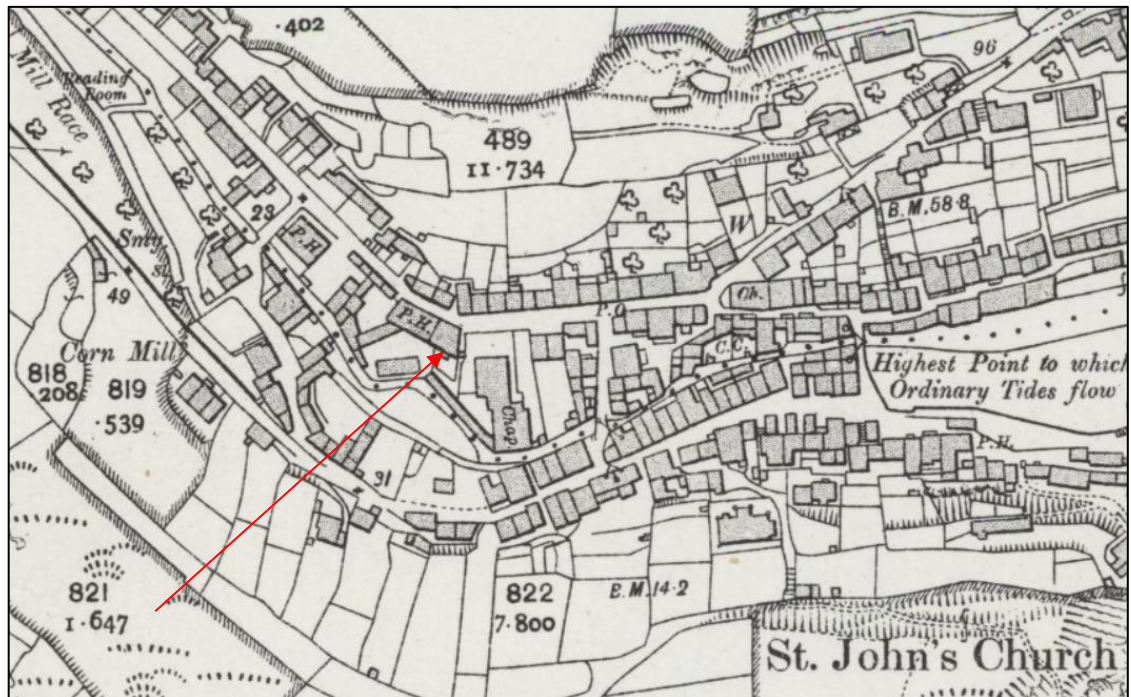 ·402
96
Mill Race
Reading
Room
489
11·734
W
B.M.58·8
23
P.H.
Smy
49
P.H.
P.O.
Ch.
C.Ch.
Corn Mill
818
208
819
·539
Highest Point to which
Ordinary Tides flow
Chap
P.H.
31
821
1·647
822
7·800
B.M.14·2
St. John's Church